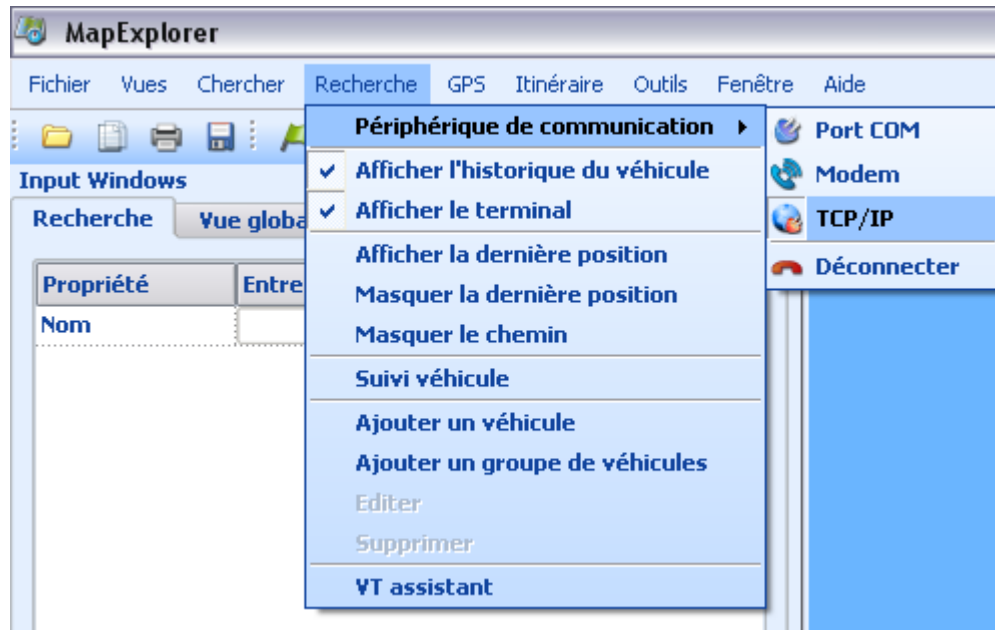 MapExplorer
Fichier Vues Chercher Recherche GPS Itinéraire Outils Fenêtre Aide
Input Windows
Recherche Vue globa
Propriété Entre
Nom
Périphérique de communication
Afficher l'historique du véhicule
Afficher le terminal
Afficher la dernière position
Masquer la dernière position
Masquer le chemin
Suivi véhicule
Ajouter un véhicule
Ajouter un groupe de véhicules
Editer
Supprimer
VT assistant
Port COM
Modem
TCP/IP
Déconnecter